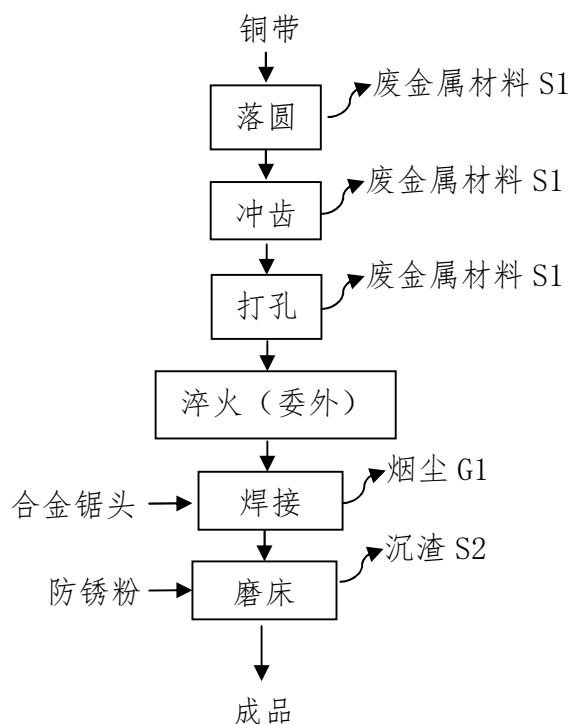 铜带
废金属材料 S1
落圆
废金属材料 S1
冲齿
废金属材料 S1
打孔
淬火（委外）
烟尘 G1
合金锯头
焊接
沉渣 S2
防锈粉
磨床
成品